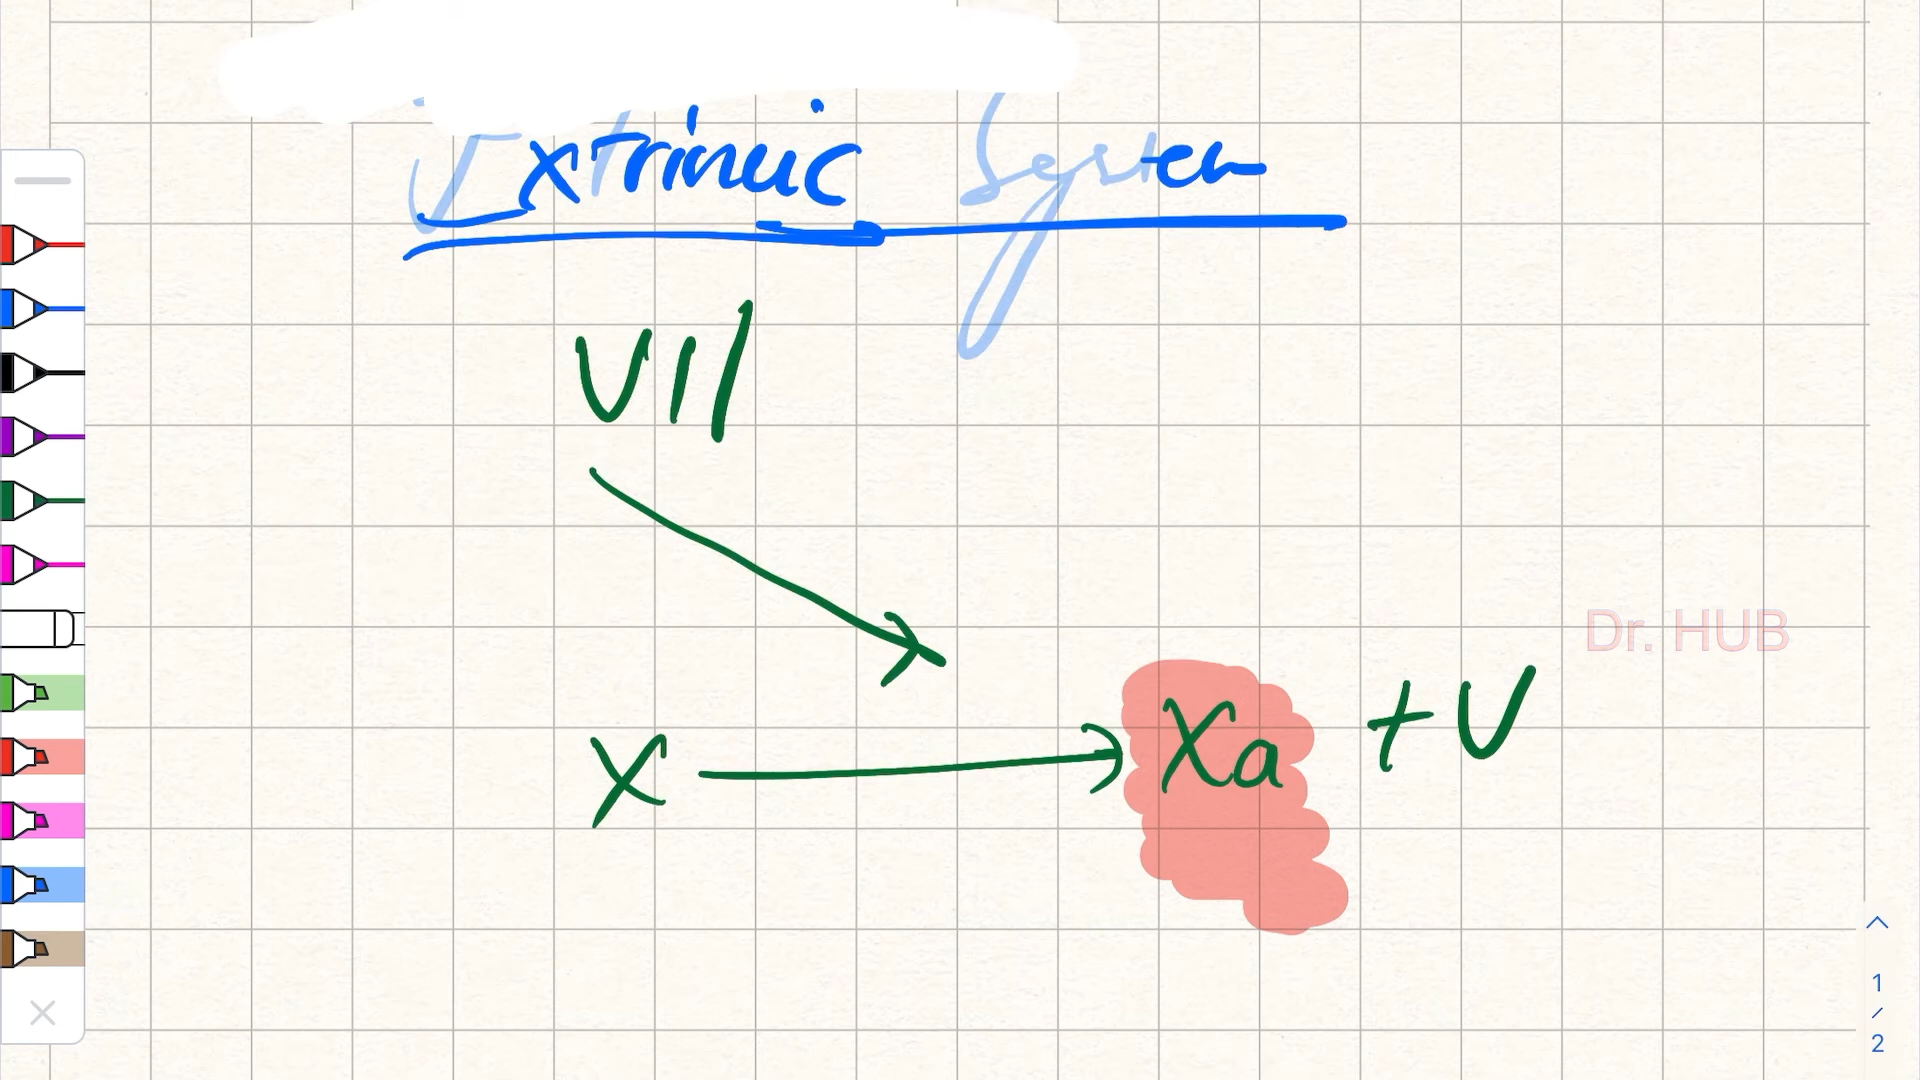 Extrinsic System
VII
Dr. HUB
X → Xa + V
1
/
2